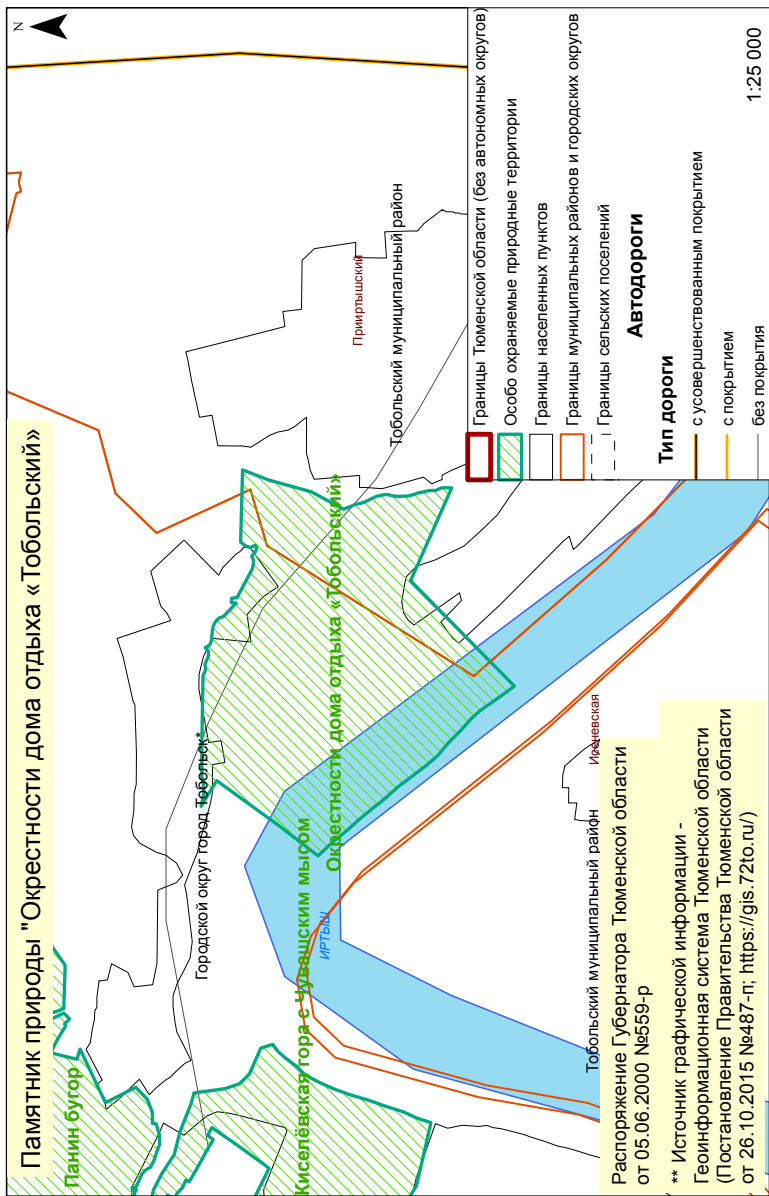 Памятник природы "Окрестности дома отдыха «Тобольский»
N
Панин бугор
Городской округ город Тобольск*
Киселёвская гора с Чувашским мысом
ИРТЫШ
Окрестности дома отдыха «Тобольский»
Прииртышский
Тобольский муниципальный район
Исеневская
Тобольский муниципальный район
Распоряжение Губернатора Тюменской области
от 05.06.2000 №559-р
** Источник графической информации -
Геоинформационная система Тюменской области
(Постановление Правительства Тюменской области
от 26.10.2015 №487-п; https://gis.72to.ru/)
Границы Тюменской области (без автономных округов)
Особо охраняемые природные территории
Границы населенных пунктов
Границы муниципальных районов и городских округов
Границы сельских поселений
Автодороги
Тип дороги
с усовершенствованным покрытием
с покрытием
без покрытия
1:25 000